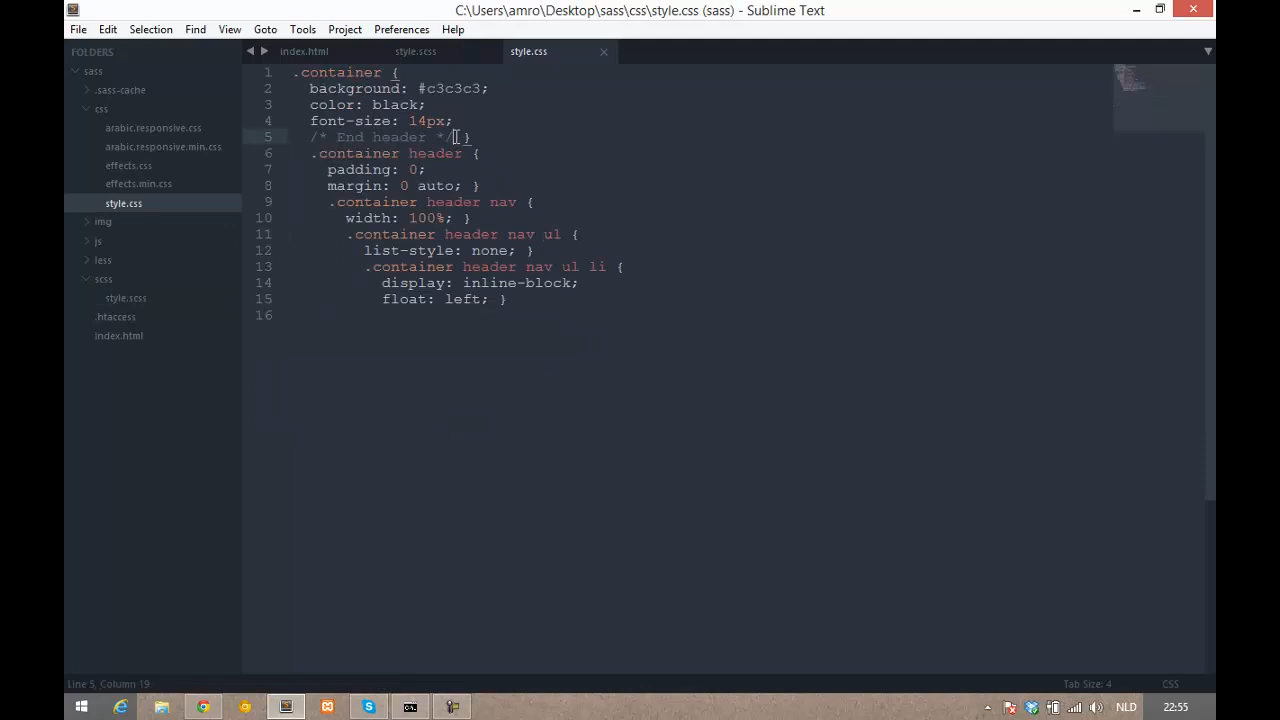 C:\Users\amro\Desktop\sass\css\style.css (sass) - Sublime Text
File Edit Selection Find View Goto Tools Project Preferences Help
FOLDERS
sass
.sass-cache
css
arabic.responsive.css
arabic.responsive.min.css
effects.css
effects.min.css
style.css
img
js
less
scss
style.scss
.htaccess
index.html
index.html style.scss style.css
1 .container {
2 background: #c3c3c3;
3 color: black;
4 font-size: 14px;
5 /* End header */ }
6 .container header {
7 padding: 0;
8 margin: 0 auto; }
9 .container header nav {
10 width: 100%; }
11 .container header nav ul {
12 list-style: none; }
13 .container header nav ul li {
14 display: inline-block;
15 float: left; }
16
Line 5, Column 19
Tab Size: 4 CSS
NLD 22:55